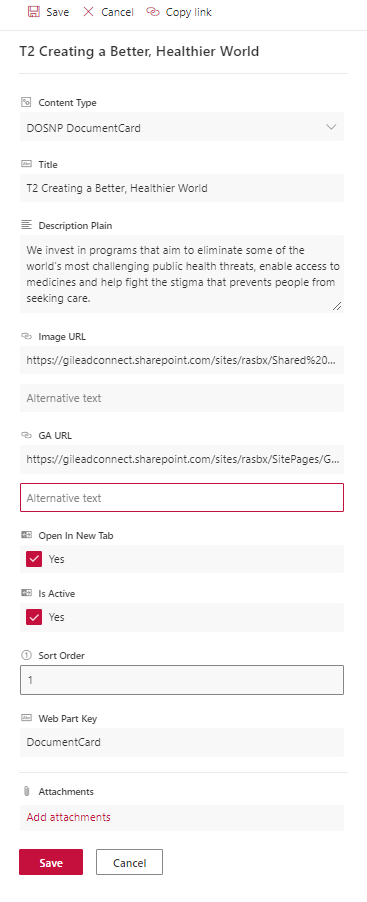 Save Cancel Copy link
T2 Creating a Better, Healthier World
Content Type
DOSNP DocumentCard
Title
T2 Creating a Better, Healthier World
Description Plain
We invest in programs that aim to eliminate some of the
world's most challenging public health threats, enable access to
medicines and help fight the stigma that prevents people from
seeking care.
Image URL
https://gileadconnect.sharepoint.com/sites/rasbx/Shared%20...
Alternative text
GA URL
https://gileadconnect.sharepoint.com/sites/rasbx/SitePages/G...
Alternative text
Open In New Tab
Yes
Is Active
Yes
Sort Order
1
Web Part Key
DocumentCard
Attachments
Add attachments
Save Cancel